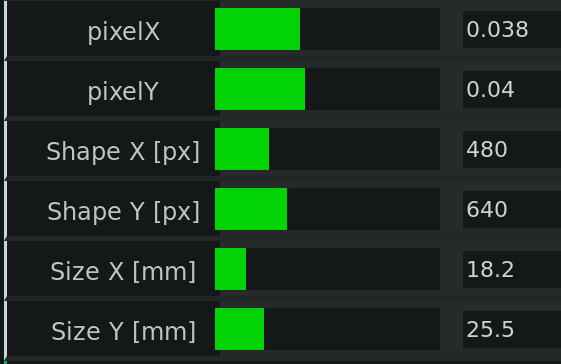 pixelX 0.038
pixelY 0.04
Shape X [px] 480
Shape Y [px] 640
Size X [mm] 18.2
Size Y [mm] 25.5